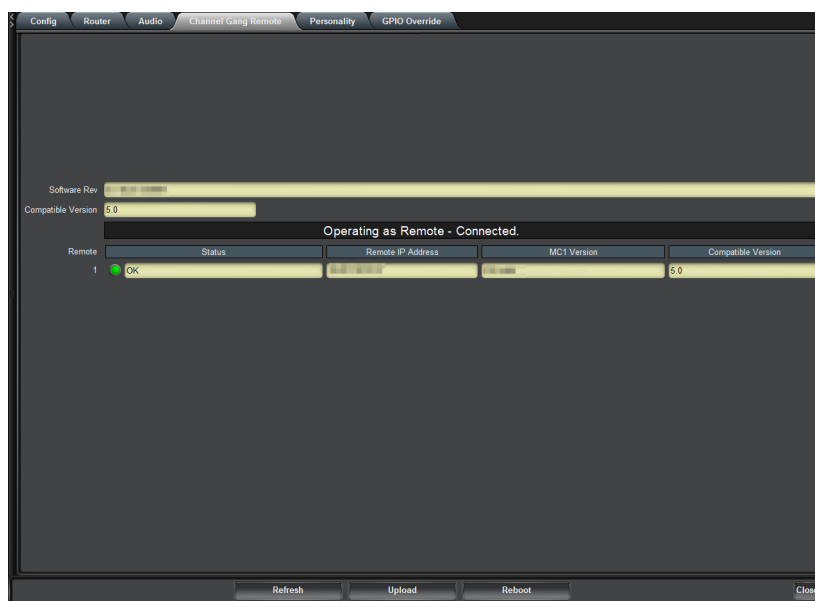 Config Router Audio Channel Gang Remote Personality GPIO Override
Software Rev
Compatible Version 5.0
Operating as Remote - Connected.
Remote Status Remote IP Address MC1 Version Compatible Version
1 OK 5.0
Refresh Upload Reboot